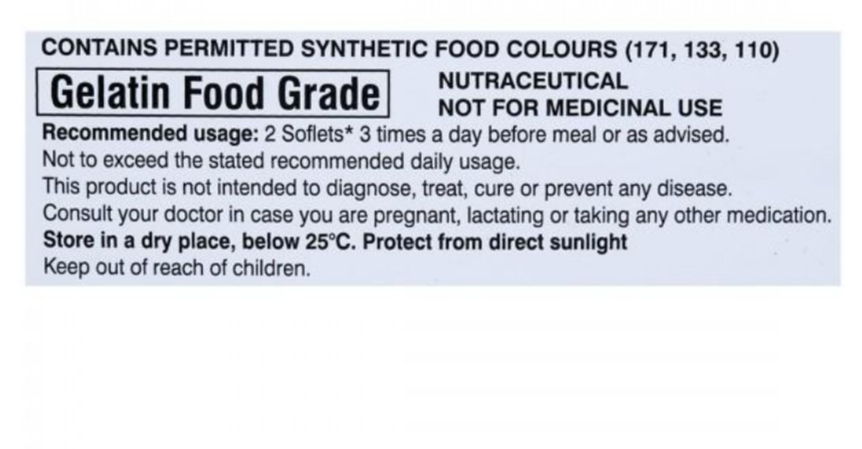 CONTAINS PERMITTED SYNTHETIC FOOD COLOURS (171, 133, 110)
Gelatin Food Grade
NUTRACEUTICAL
NOT FOR MEDICINAL USE
Recommended usage: 2 Soflets* 3 times a day before meal or as advised.
Not to exceed the stated recommended daily usage.
This product is not intended to diagnose, treat, cure or prevent any disease.
Consult your doctor in case you are pregnant, lactating or taking any other medication.
Store in a dry place, below 25°C. Protect from direct sunlight
Keep out of reach of children.